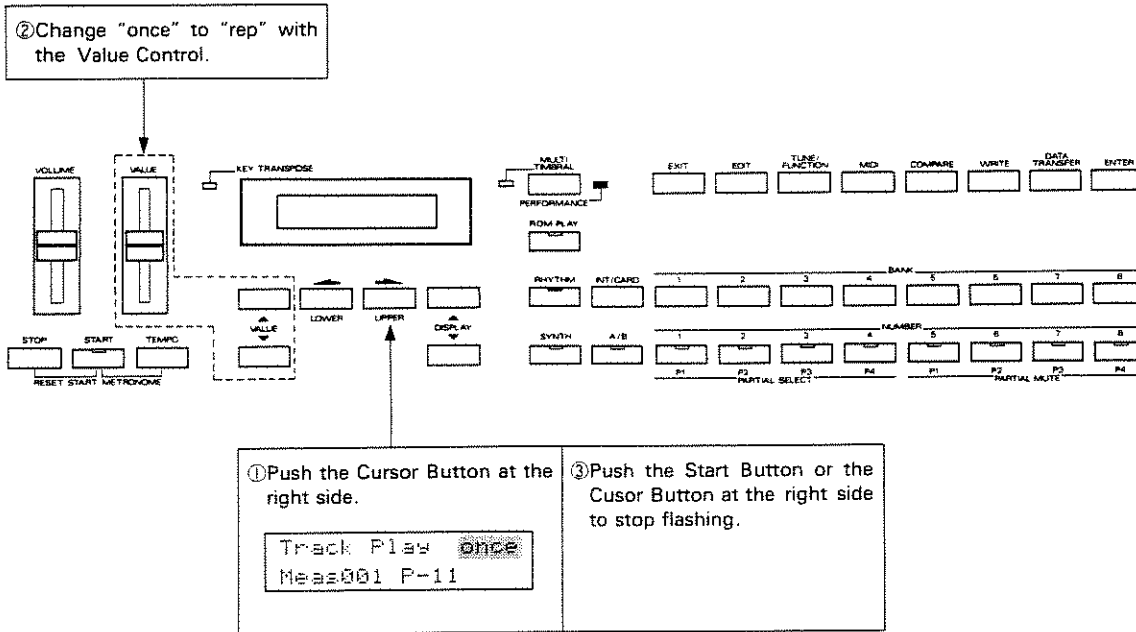 ②Change "once" to "rep" with
the Value Control.
VOLUME
VALUE
KEY TRANSPOSE
MULTI
TIMBRAL
PERFORMANCE
EXIT EDIT TUNE/FUNCTION MIDI COMPARE WRITE DATA TRANSFER ENTER
ROM PLAY
RHYTHM INT/CARD
BANK
1 2 3 4 5 6 7 8
LOWER UPPER
VALUE
DISPLAY
STOP START TEMPO
RESET START METRONOME
SYNTH A/B
NUMBER
1 2 3 4 5 6 7 8
P1 P2 P3 P4 P1 P2 P3 P4
PARTIAL SELECT PARTIAL MUTE
①Push the Cursor Button at the
right side.
Track Play once
Meas001 P-11
③Push the Start Button or the
Cusor Button at the right side
to stop flashing.